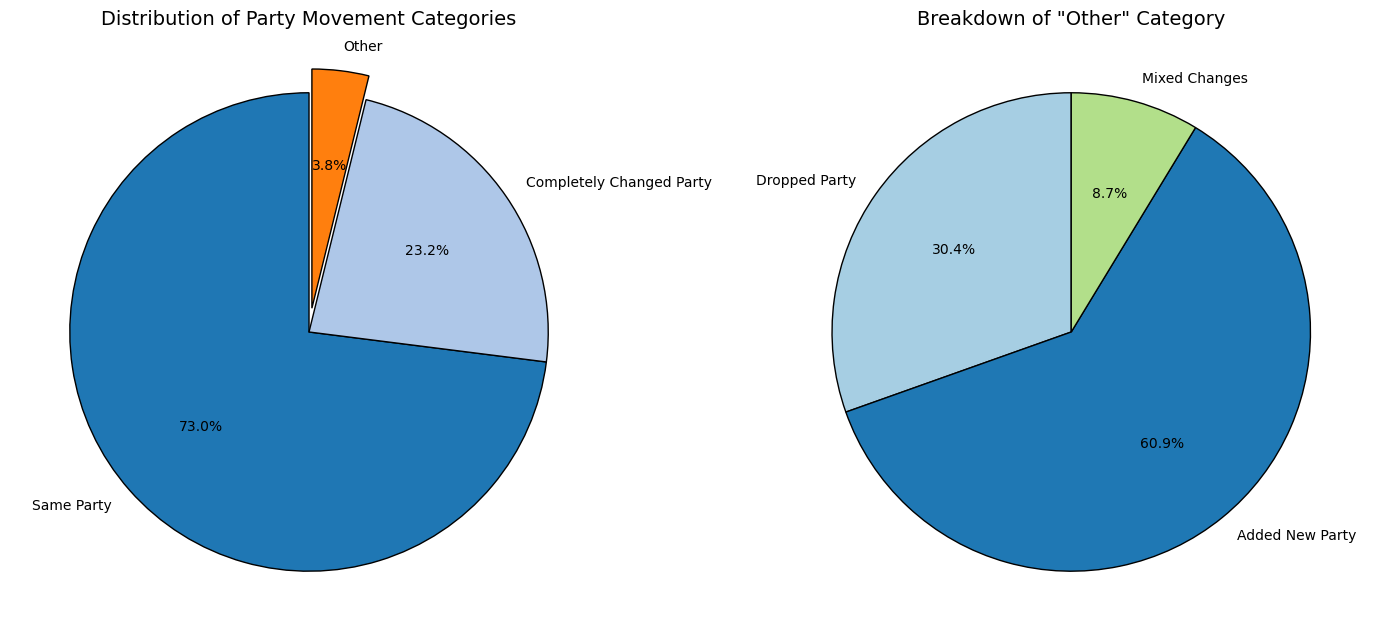 Distribution of Party Movement Categories
Other
3.8%
Completely Changed Party
23.2%
73.0%
Same Party
Breakdown of "Other" Category
Mixed Changes
Dropped Party
8.7%
30.4%
60.9%
Added New Party